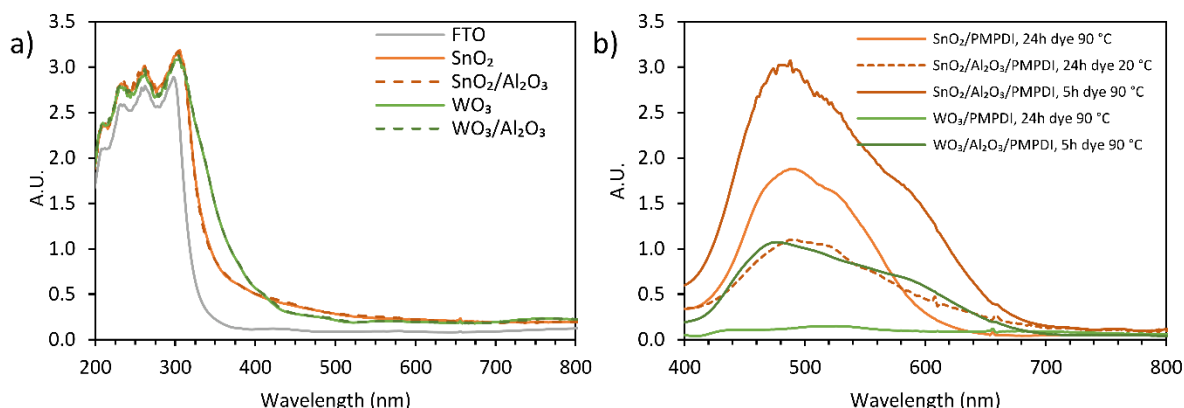 a)
3.5
3.0
2.5
2.0
1.5
1.0
0.5
0.0
A.U.
200 300 400 500 600 700 800
Wavelength (nm)
FTO
SnO₂
SnO₂/Al₂O₃
WO₃
WO₃/Al₂O₃
b)
3.5
3.0
2.5
2.0
1.5
1.0
0.5
0.0
A.U.
400 500 600 700 800
Wavelength (nm)
SnO₂/PMPDI, 24h dye 90 °C
SnO₂/Al₂O₃/PMPDI, 24h dye 20 °C
SnO₂/Al₂O₃/PMPDI, 5h dye 90 °C
WO₃/PMPDI, 24h dye 90 °C
WO₃/Al₂O₃/PMPDI, 5h dye 90 °C